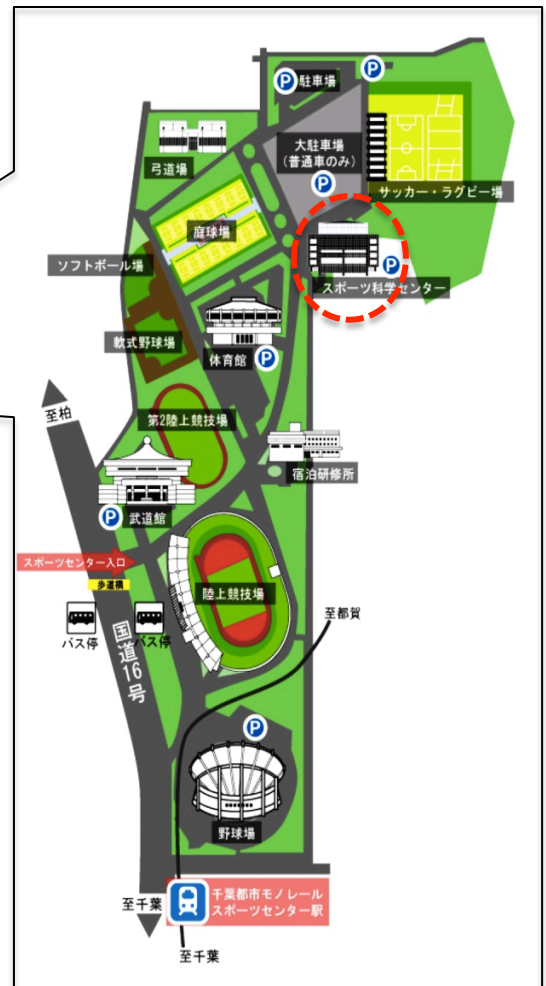 P
駐車場
P
大駐車場
(普通車のみ)
P
サッカー・ラグビー場
弓道場
庭球場
ソフトボール場
P
スポーツ科学センター
軟式野球場
体育館
P
至柏
第2陸上競技場
宿泊研修所
P
武道館
スポーツセンター入口
歩道橋
陸上競技場
バス停
バス停
国道16号
至都賀
P
野球場
千葉都市モノレール
スポーツセンター駅
至千葉
至千葉